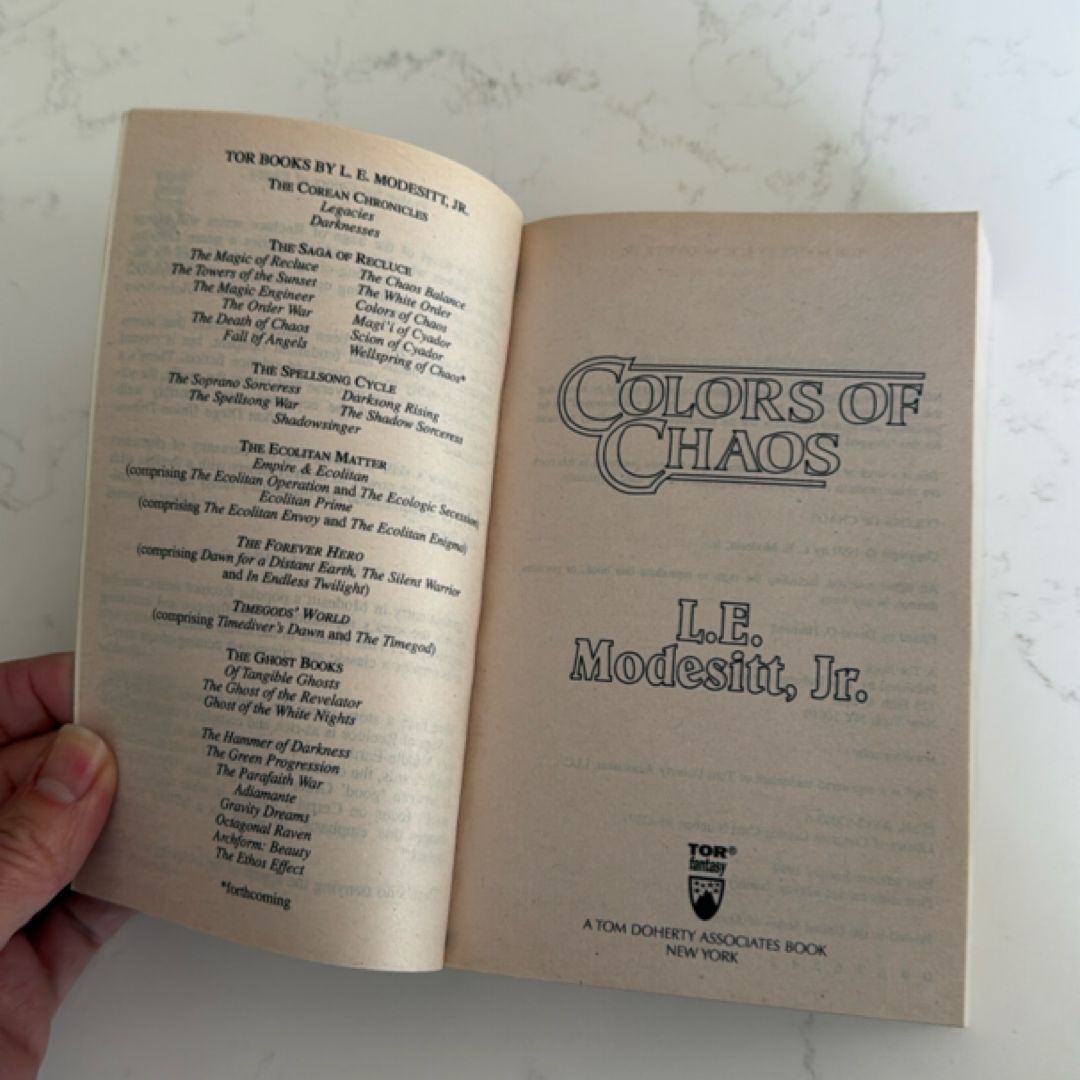 TOR BOOKS BY L. E. MODESITT, JR.
THE COREAN CHRONICLES
Legacies
Darknesses
THE SAGA OF RECLUCE
The Magic of Recluce
The Towers of the Sunset
The Magic Engineer
The Order War
The Death of Chaos
Fall of Angels
The Chaos Balance
The White Order
Colors of Chaos
Magi'i of Cyador
Scion of Cyador
Wellspring of Chaos*
THE SPELLSONG CYCLE
The Soprano Sorceress
The Spellsong War
Darksong Rising
The Shadow Sorceress
Shadowsinger
THE ECOLITAN MATTER
Empire & Ecolitan
(comprising The Ecolitan Operation and The Ecologic Secession)
Ecolitan Prime
(comprising The Ecolitan Envoy and The Ecolitan Enigma)
THE FOREVER HERO
(comprising Dawn for a Distant Earth, The Silent Warrior
and In Endless Twilight)
TIMEGODS' WORLD
(comprising Timediver's Dawn and The Timegod)
THE GHOST BOOKS
Of Tangible Ghosts
The Ghost of the Revelator
Ghost of the White Nights
The Hammer of Darkness
The Green Progression
The Parafaith War
Adiamante
Gravity Dreams
Octagonal Raven
Archform: Beauty
The Ethos Effect
*forthcoming
COLORS OF
CHAOS
L.E.
Modesitt, Jr.
TOR®
fantasy
A TOM DOHERTY ASSOCIATES BOOK
NEW YORK